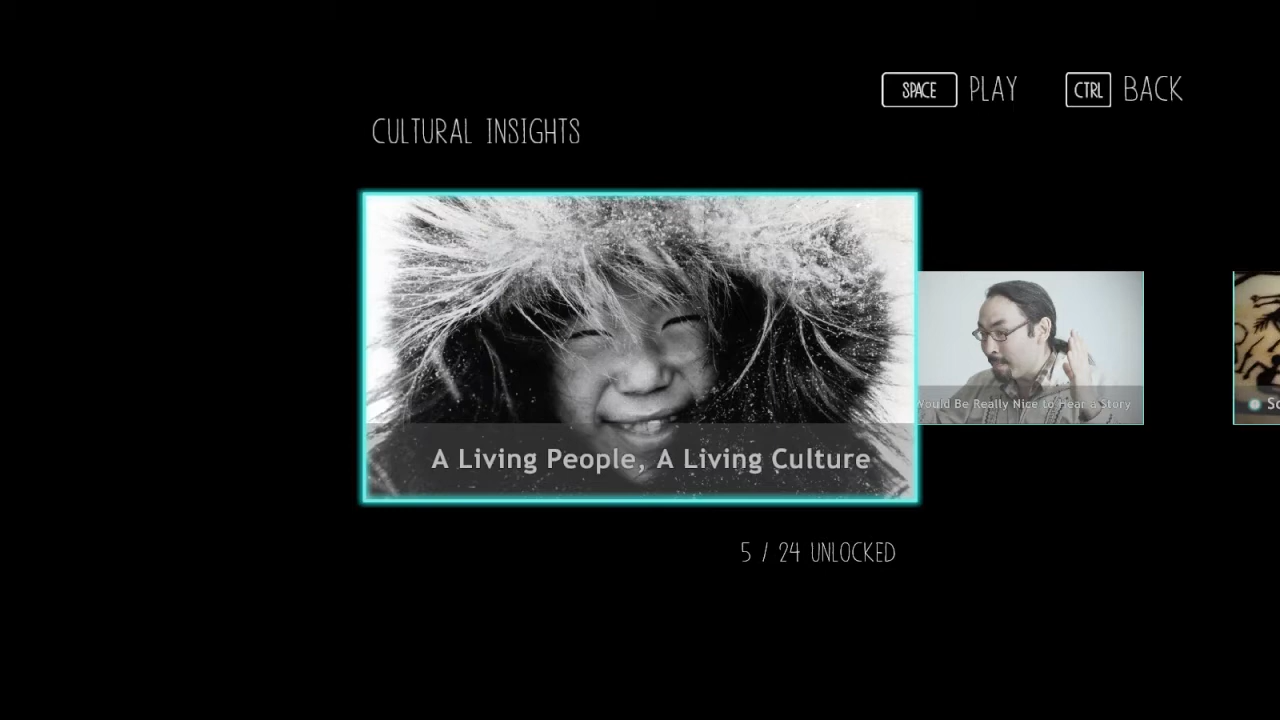 SPACE PLAY CTRL BACK
CULTURAL INSIGHTS
A Living People, A Living Culture
Would Be Really Nice to Hear a Story
5 / 24 UNLOCKED